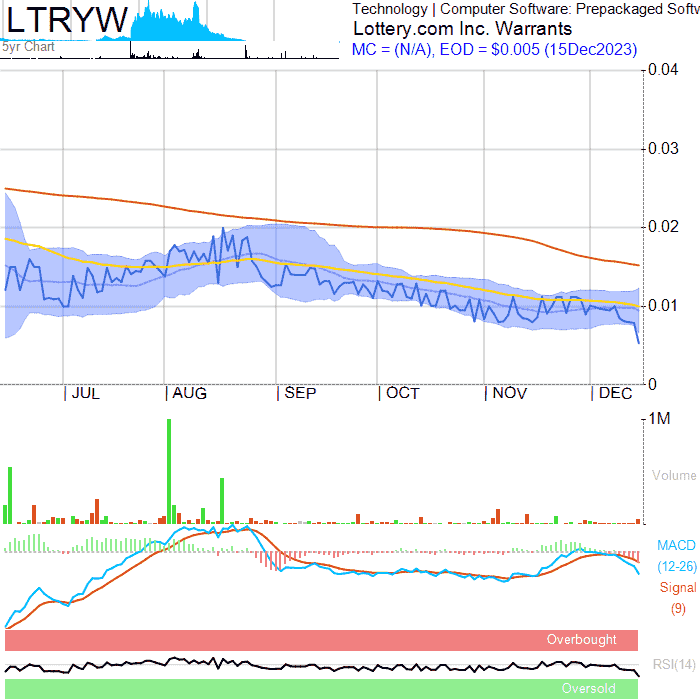 LTRYW
5yr Chart
Technology | Computer Software: Prepackaged Softw
Lottery.com Inc. Warrants
MC = (N/A), EOD = $0.005 (15Dec2023)
0.04
0.03
0.02
0.01
0
JUL
AUG
SEP
OCT
NOV
DEC
1M
Volume
MACD
(12-26)
Signal
(9)
Overbought
RSI(14)
Oversold